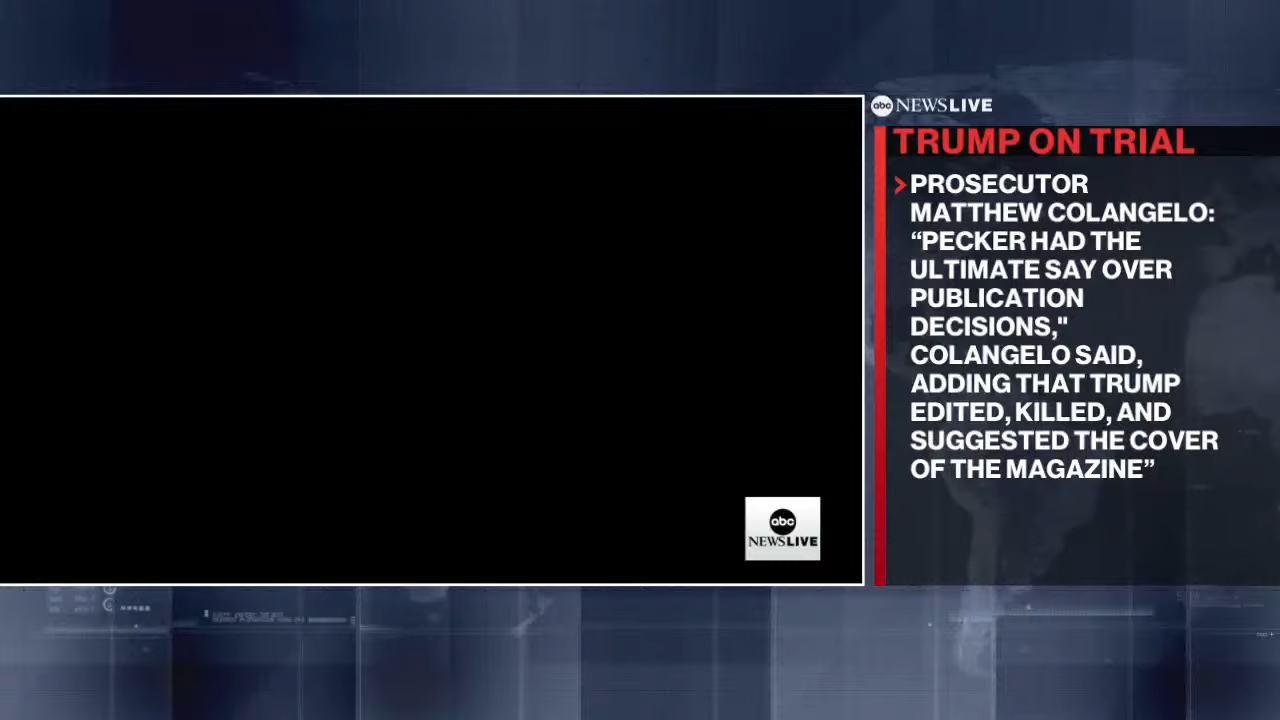 abc NEWSLIVE
TRUMP ON TRIAL
PROSECUTOR
MATTHEW COLANGELO:
“PECKER HAD THE
ULTIMATE SAY OVER
PUBLICATION
DECISIONS,"
COLANGELO SAID,
ADDING THAT TRUMP
EDITED, KILLED, AND
SUGGESTED THE COVER
OF THE MAGAZINE”
abc
NEWSLIVE